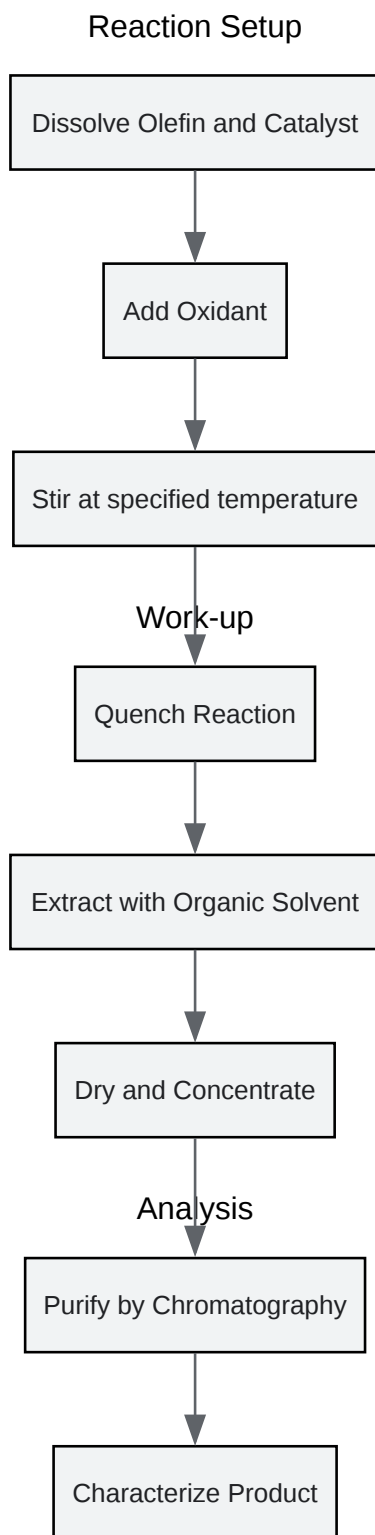 Reaction Setup
Dissolve Olefin and Catalyst
Add Oxidant
Stir at specified temperature
Work-up
Quench Reaction
Extract with Organic Solvent
Dry and Concentrate
Analysis
Purify by Chromatography
Characterize Product